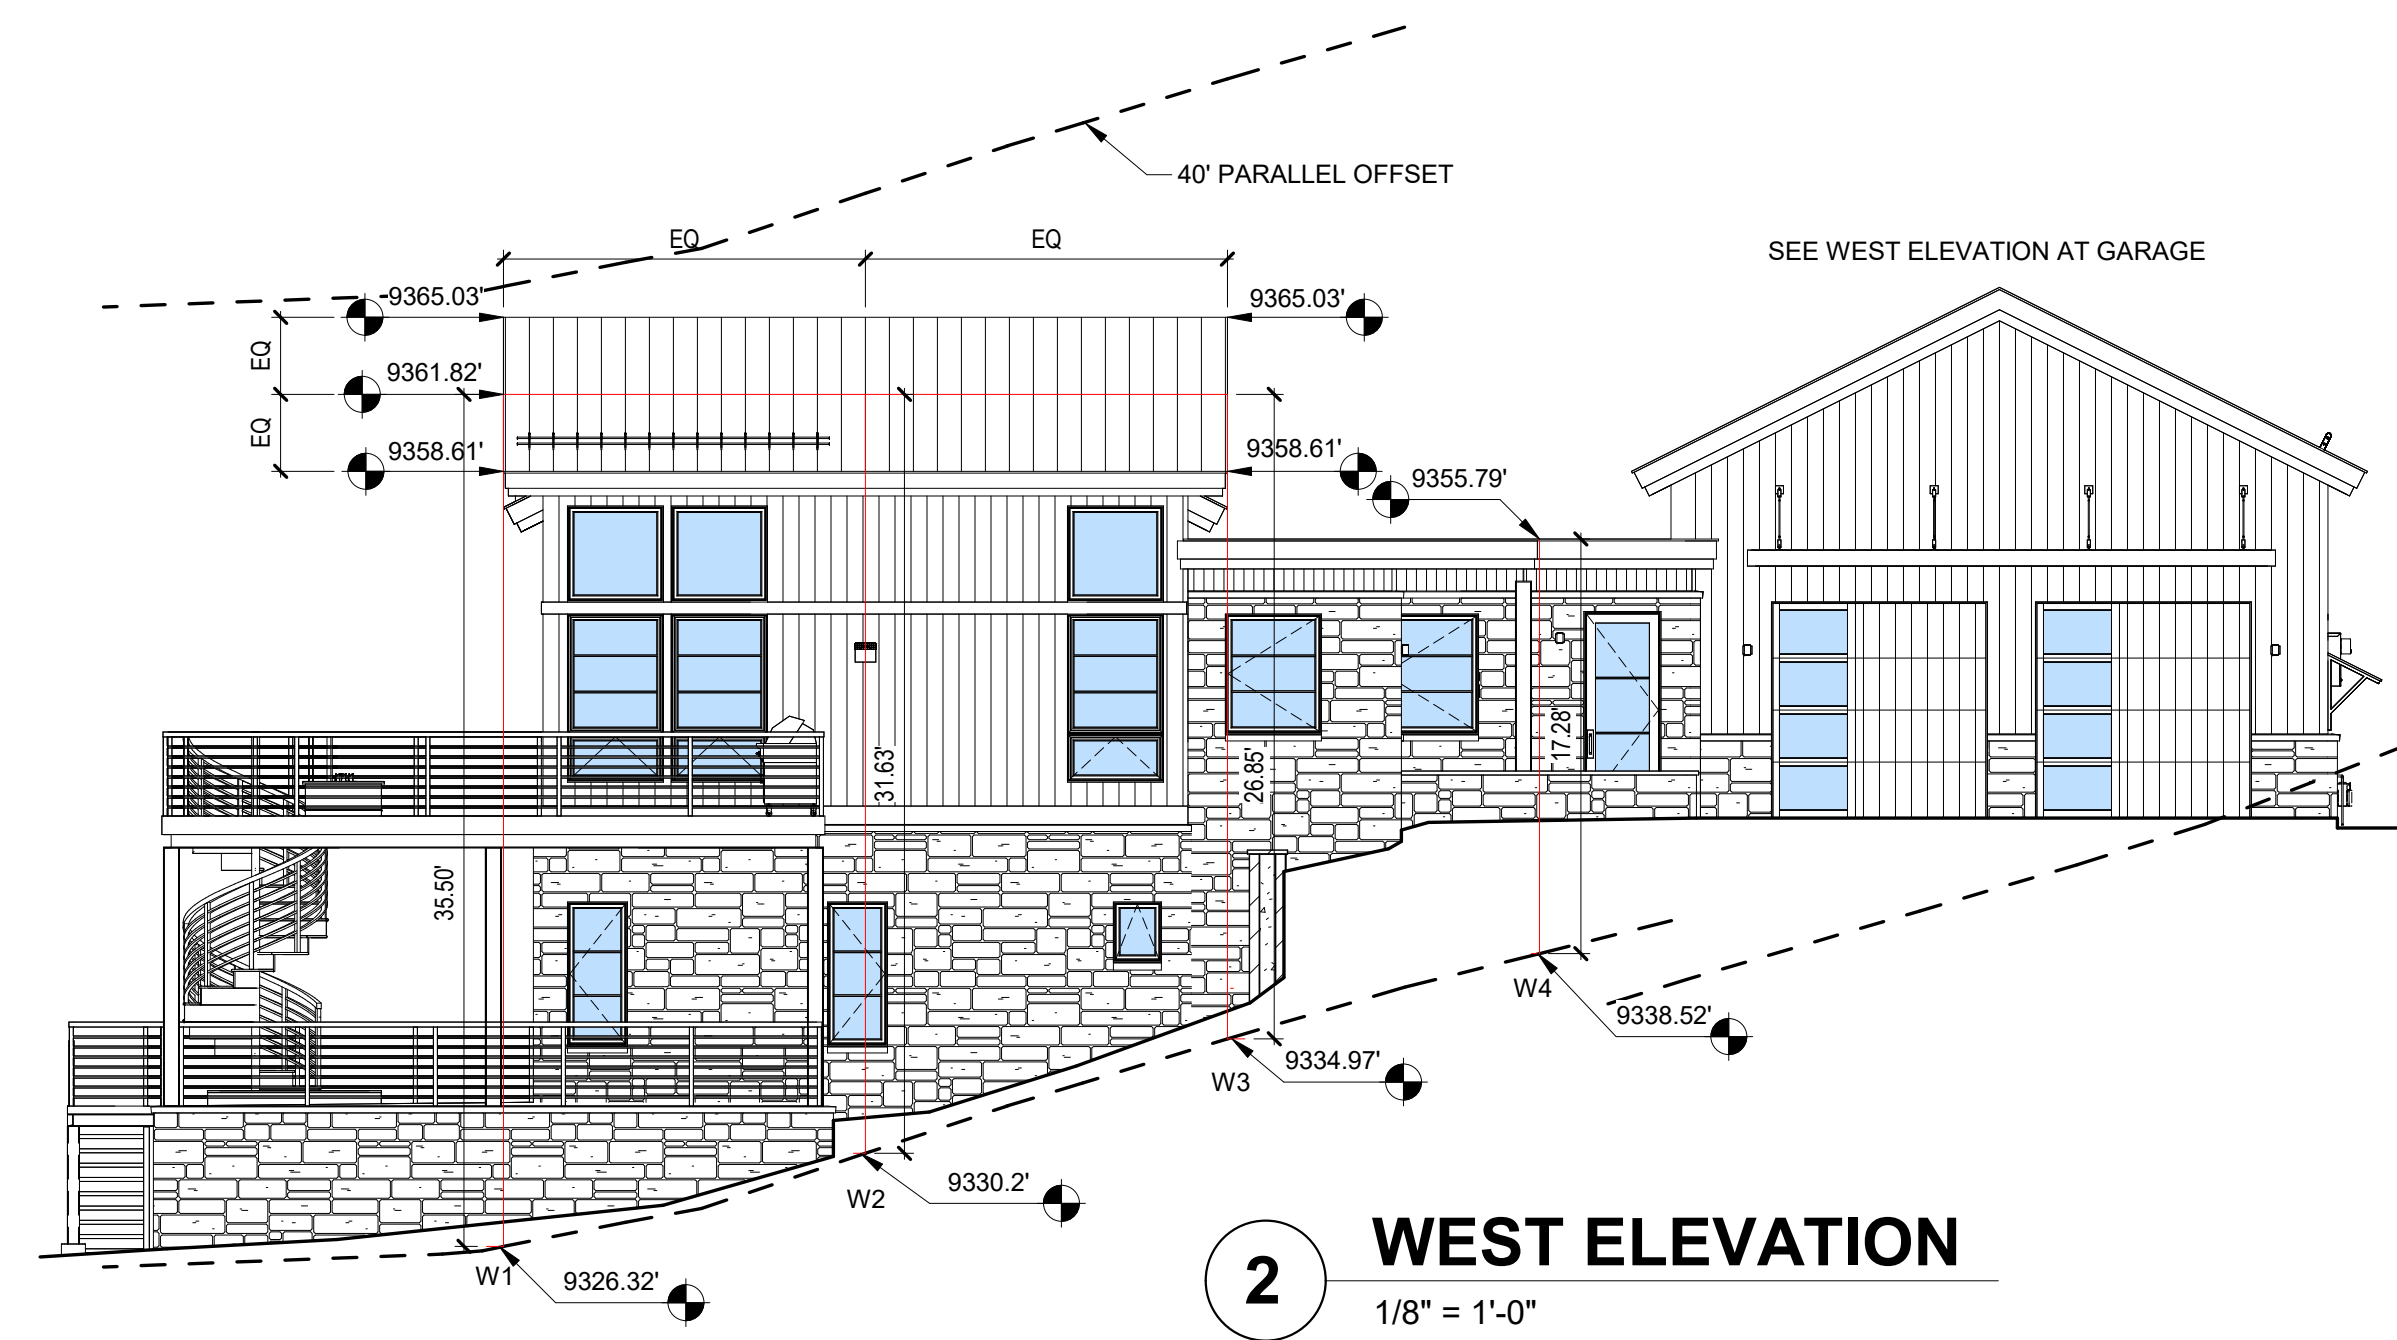 40' PARALLEL OFFSET
EQ
EQ
SEE WEST ELEVATION AT GARAGE
9365.03'
9365.03'
EQ
9361.82'
EQ
9358.61'
9358.61'
9355.79'
17.28'
31.63'
26.85'
35.50'
W4
9338.52'
W3
9334.97'
W2
9330.2'
W1
9326.32'
2
WEST ELEVATION
1/8" = 1'-0"